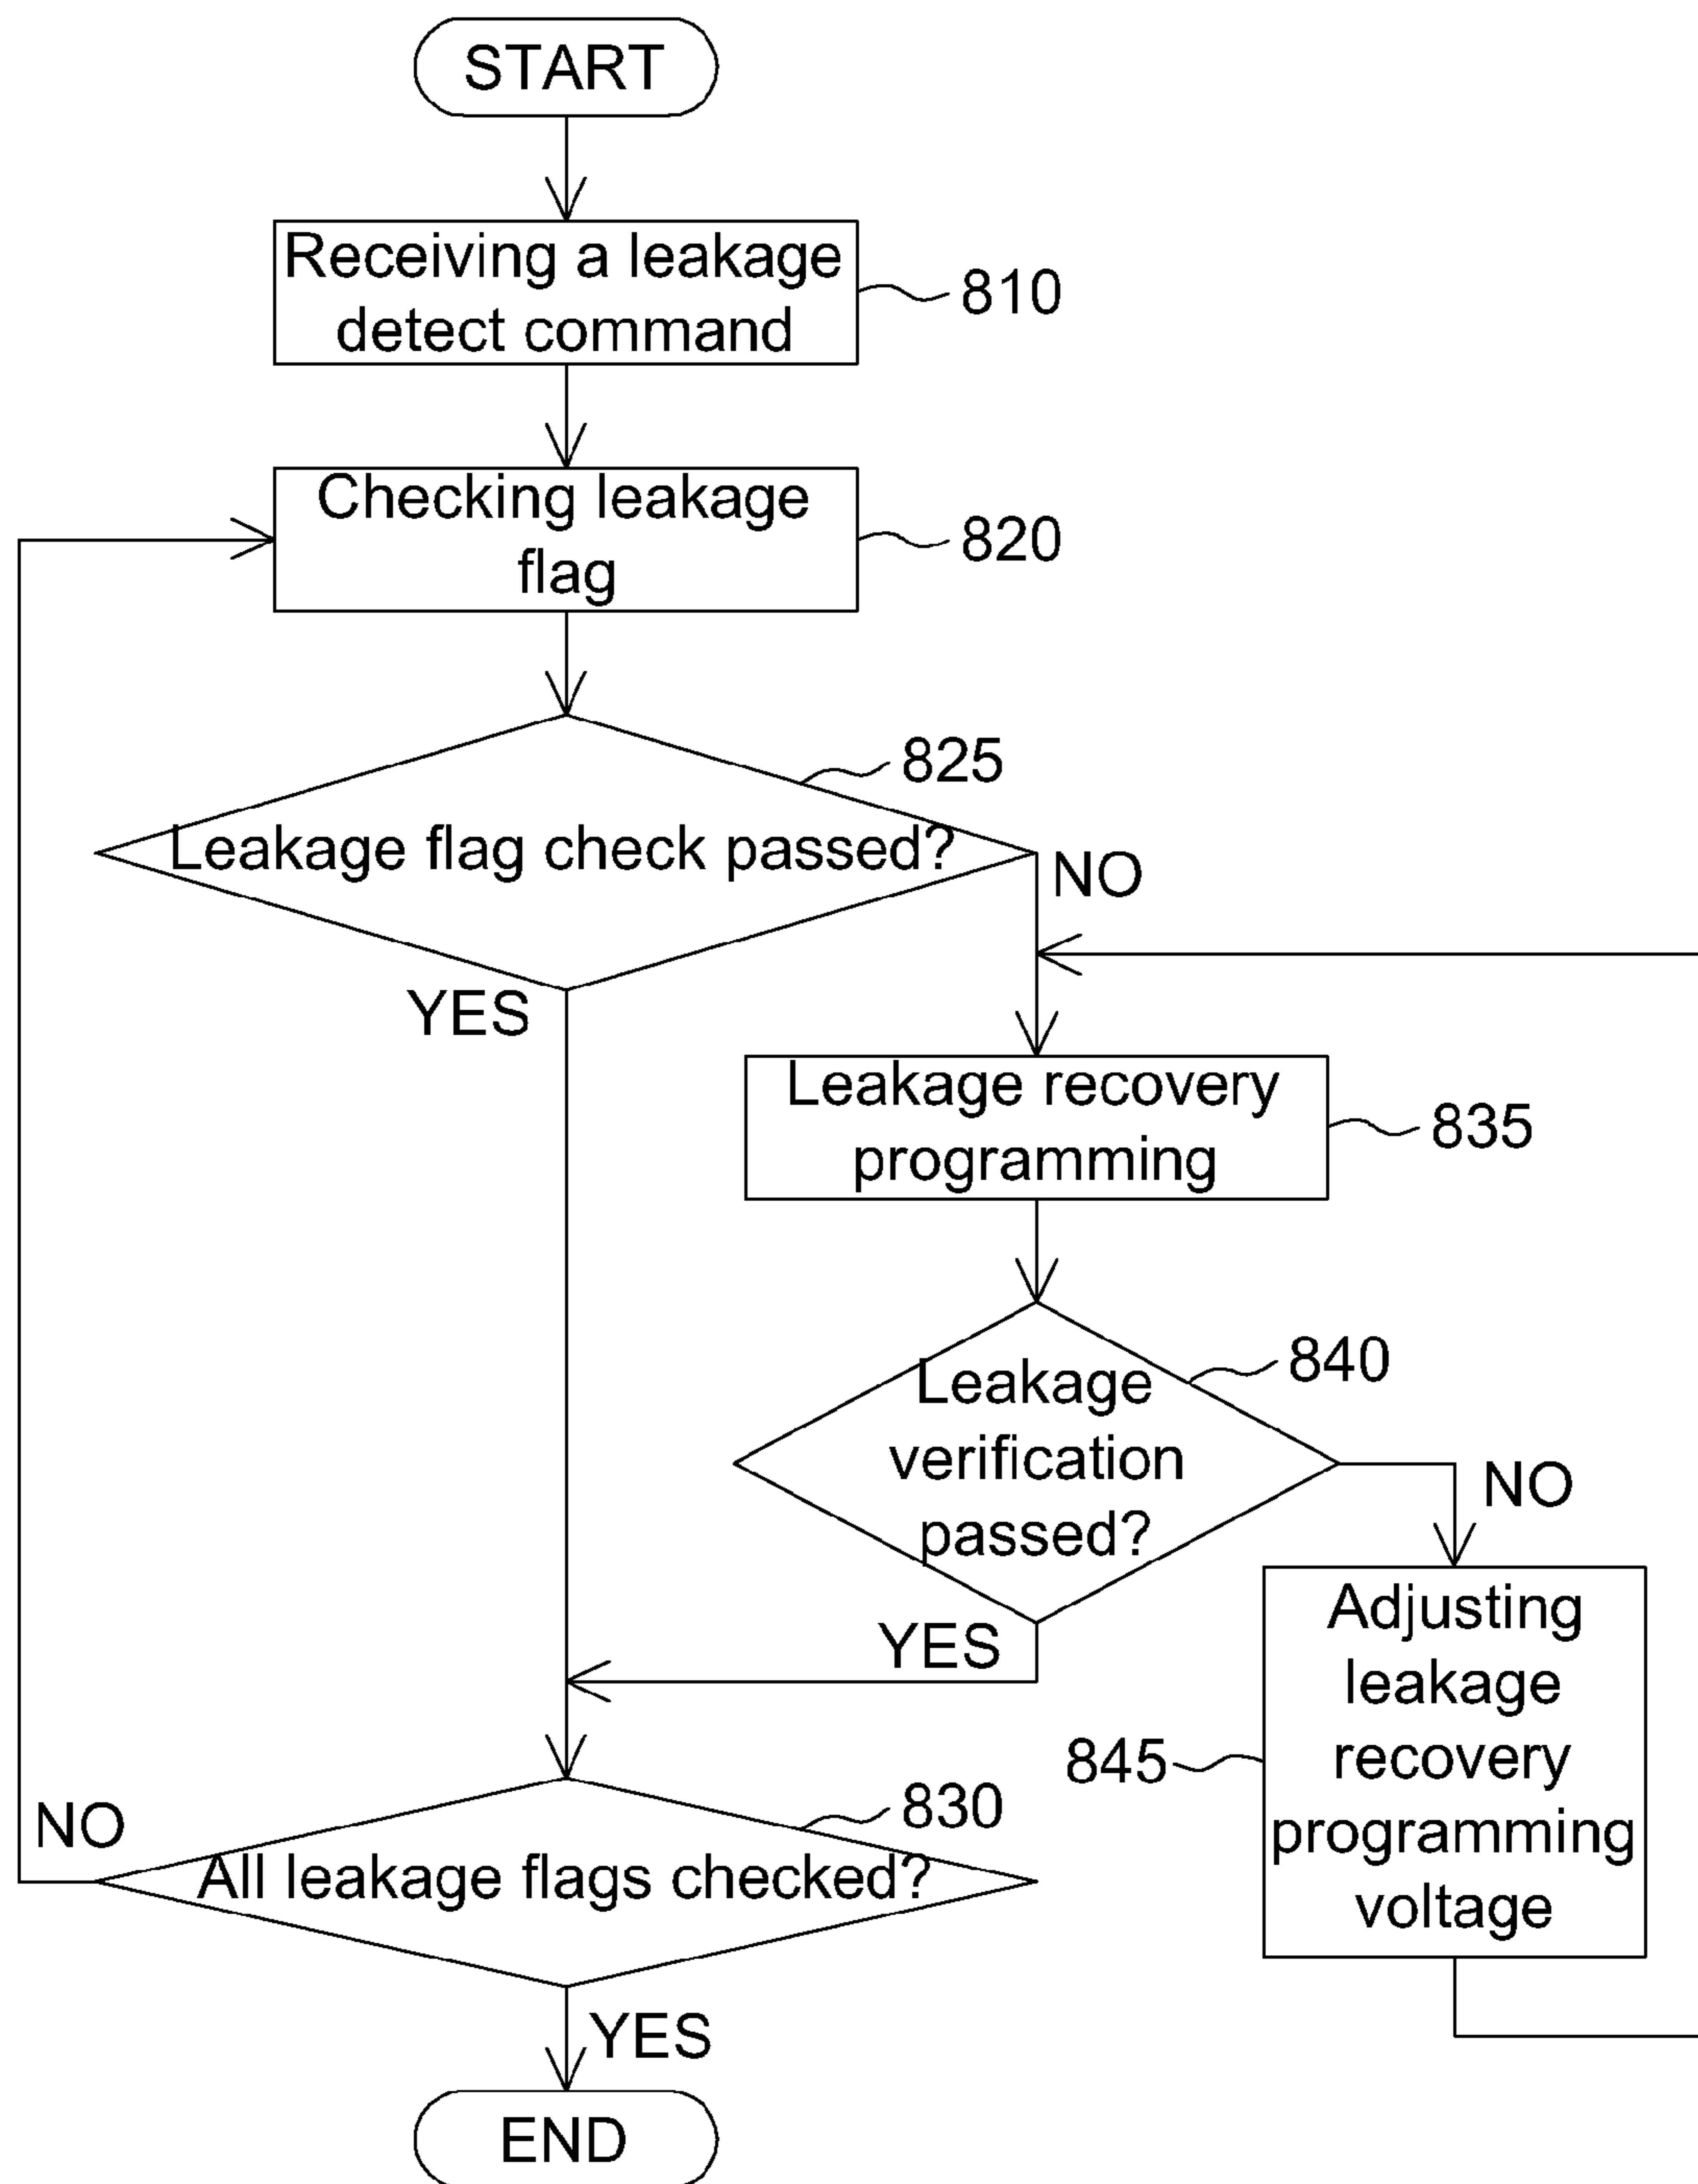 START
Receiving a leakage
detect command
810
Checking leakage
flag
820
825
Leakage flag check passed?
NO
YES
Leakage recovery
programming
835
840
Leakage
verification
passed?
NO
YES
Adjusting
leakage
recovery
programming
voltage
845
830
NO
All leakage flags checked?
YES
END